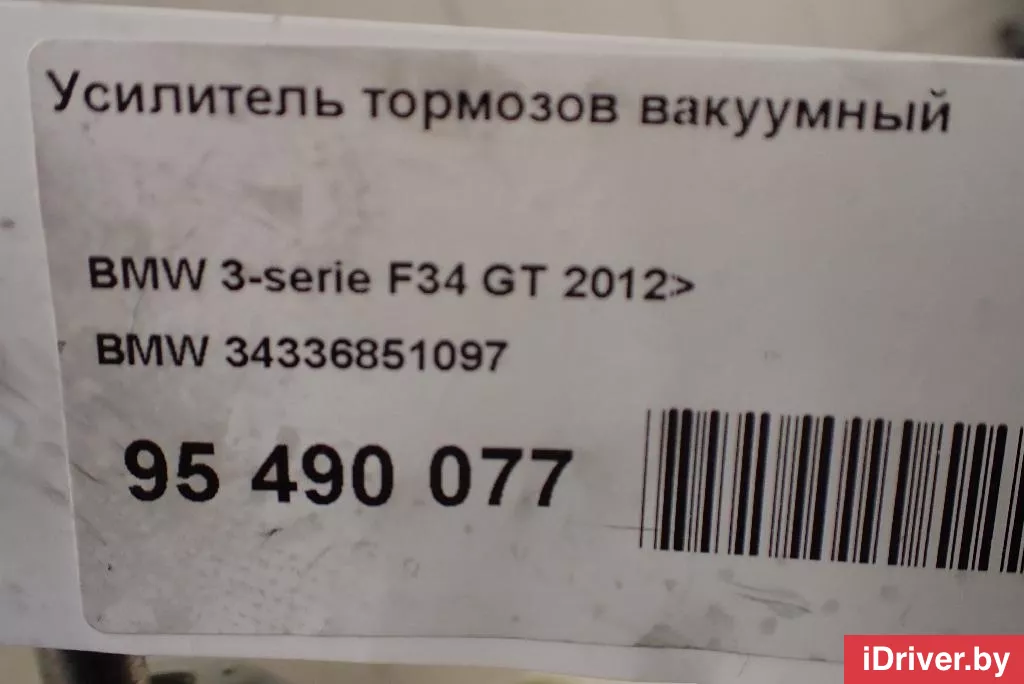 Усилитель тормозов вакуумный
BMW 3-serie F34 GT 2012>
BMW 34336851097
95 490 077
iDriver.by